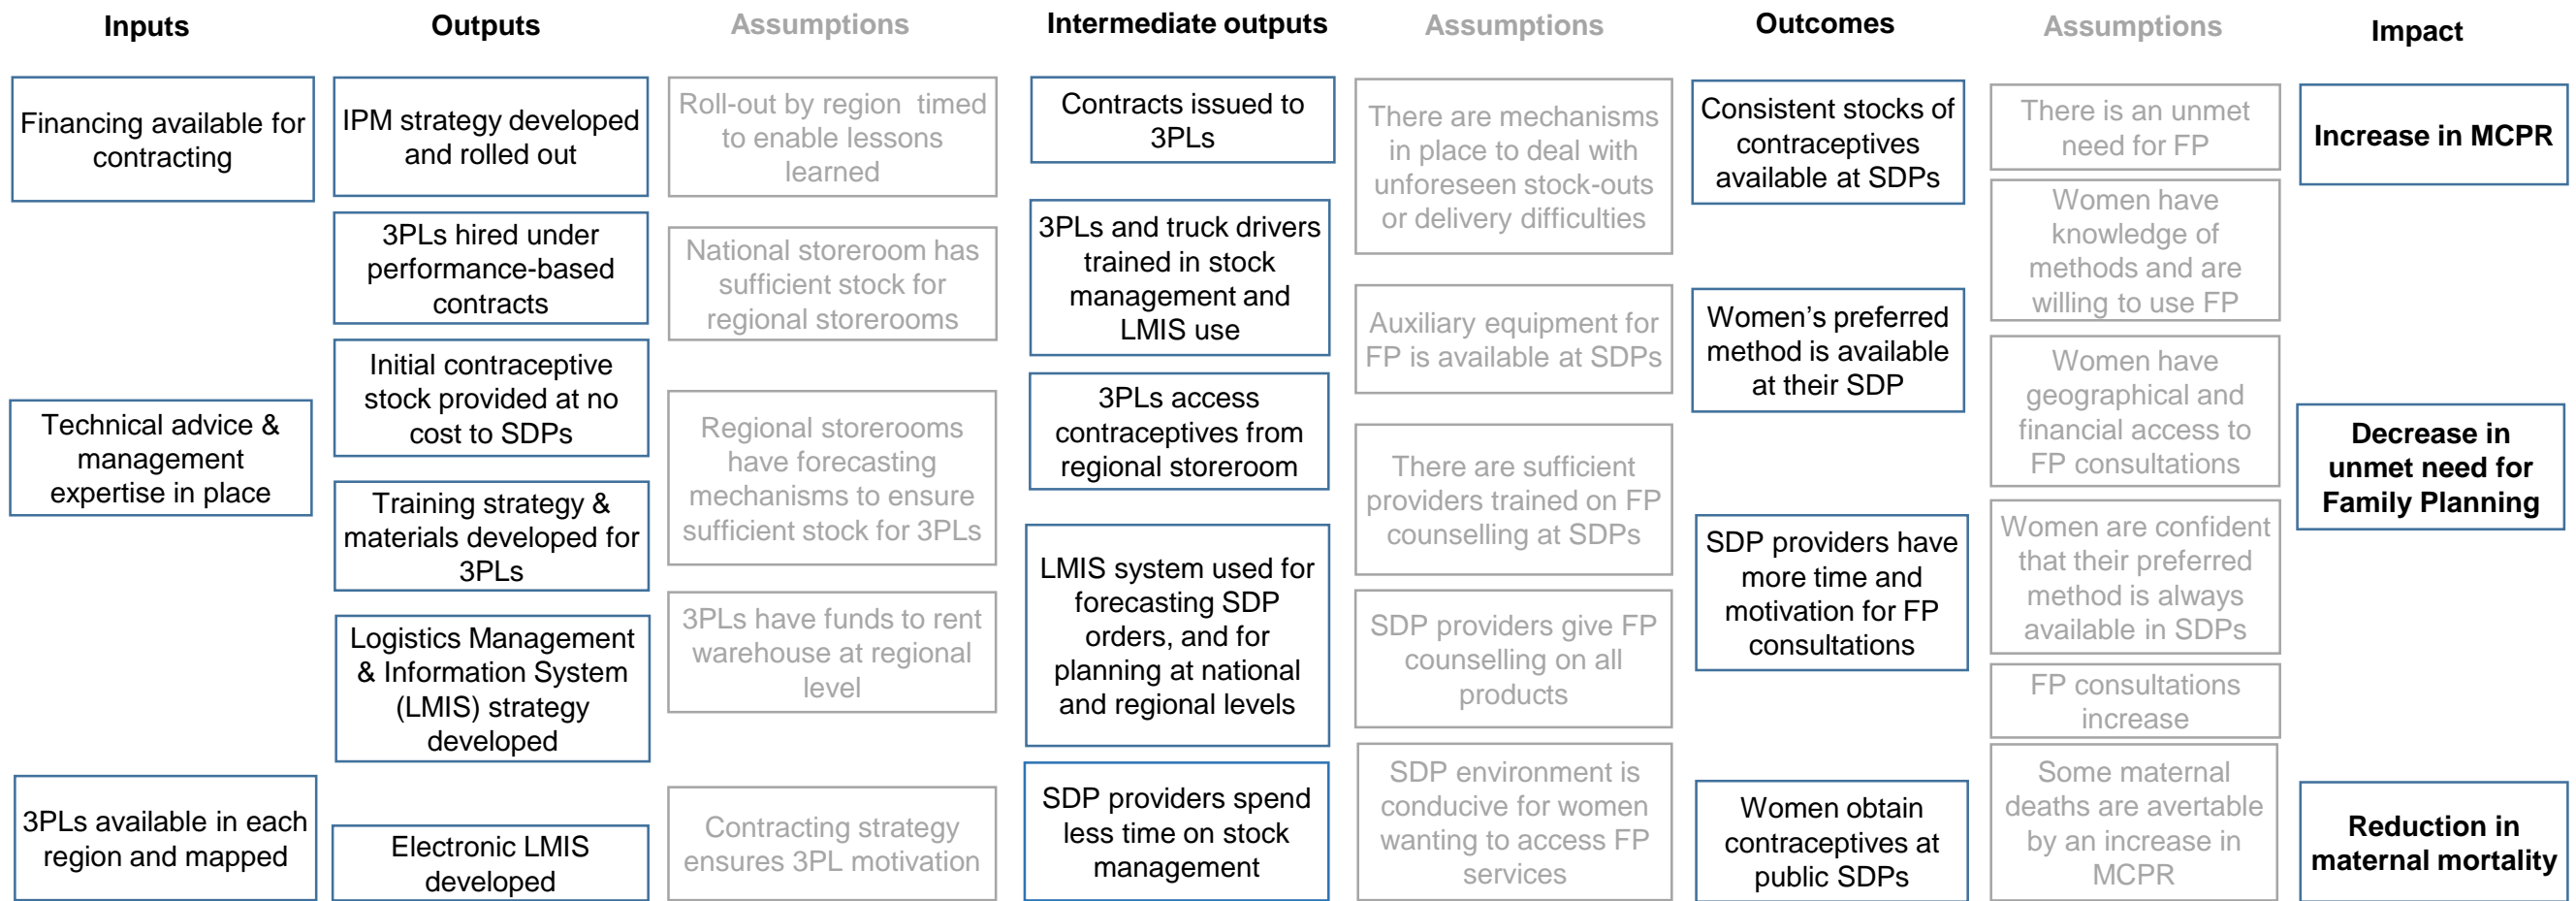 Inputs
Financing available for
contracting
Technical advice &
management
expertise in place
3PLs available in each
region and mapped
Outputs
IPM strategy developed
and rolled out
3PLs hired under
performance-based
contracts
Initial contraceptive
stock provided at no
cost to SDPs
Training strategy &
materials developed for
3PLs
Logistics Management
& Information System
(LMIS) strategy
developed
Electronic LMIS
developed
Assumptions
Roll-out by region timed
to enable lessons
learned
National storeroom has
sufficient stock for
regional storerooms
Regional storerooms
have forecasting
mechanisms to ensure
sufficient stock for 3PLs
3PLs have funds to rent
warehouse at regional
level
Contracting strategy
ensures 3PL motivation
Intermediate outputs
Contracts issued to
3PLs
3PLs and truck drivers
trained in stock
management and
LMIS use
3PLs access
contraceptives from
regional storeroom
LMIS system used for
forecasting SDP
orders, and for
planning at national
and regional levels
SDP providers spend
less time on stock
management
Assumptions
There are mechanisms
in place to deal with
unforeseen stock-outs
or delivery difficulties
Auxiliary equipment for
FP is available at SDPs
There are sufficient
providers trained on FP
counselling at SDPs
SDP providers give FP
counselling on all
products
SDP environment is
conducive for women
wanting to access FP
services
Outcomes
Consistent stocks of
contraceptives
available at SDPs
Women’s preferred
method is available
at their SDP
SDP providers have
more time and
motivation for FP
consultations
Women obtain
contraceptives at
public SDPs
Assumptions
There is an unmet
need for FP
Women have
knowledge of
methods and are
willing to use FP
Women have
geographical and
financial access to
FP consultations
Women are confident
that their preferred
method is always
available in SDPs
FP consultations
increase
Some maternal
deaths are avertable
by an increase in
MCPR
Impact
Increase in MCPR
Decrease in
unmet need for
Family Planning
Reduction in
maternal mortality